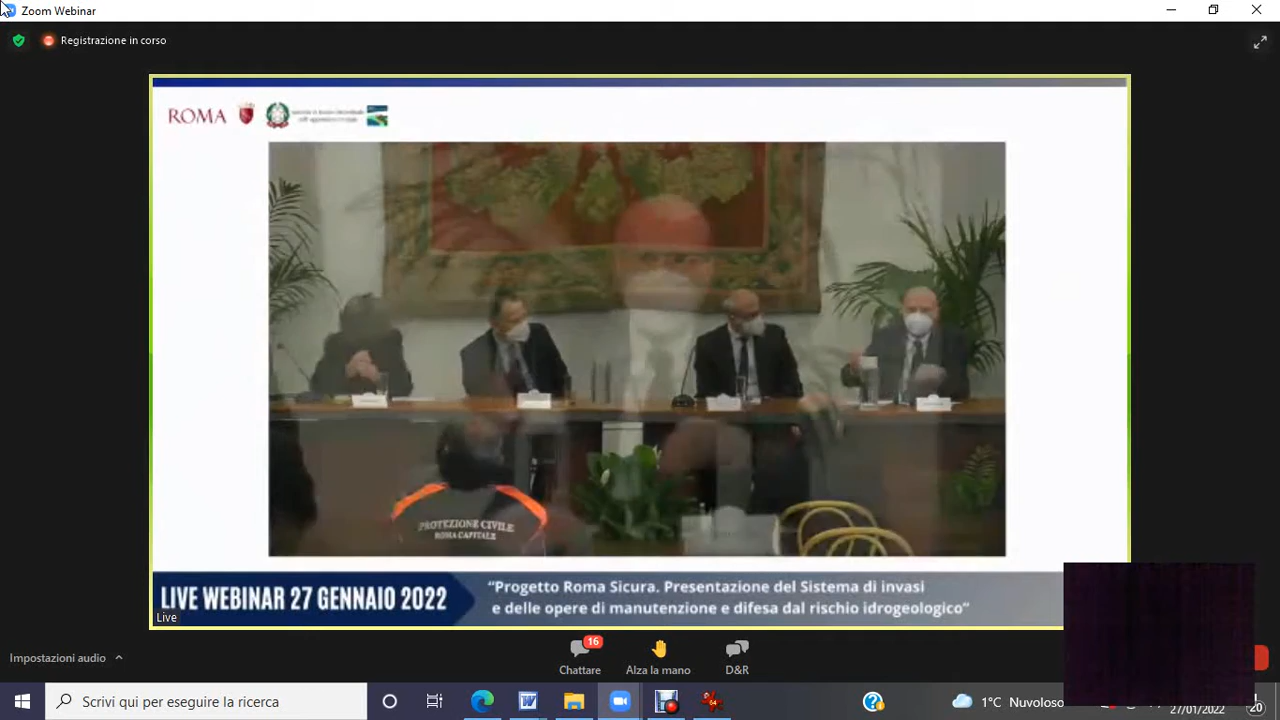 Zoom Webinar
Registrazione in corso
ROMA
PROTEZIONE CIVILE
ROMA CAPITALE
LIVE WEBINAR 27 GENNAIO 2022
"Progetto Roma Sicura. Presentazione del Sistema di invasi
e delle opere di manutenzione e difesa dal rischio idrogeologico"
Live
Impostazioni audio
16
Chattare
Alza la mano
D&R
Scrivi qui per eseguire la ricerca
64
1°C Nuvoloso
27/01/2022
20